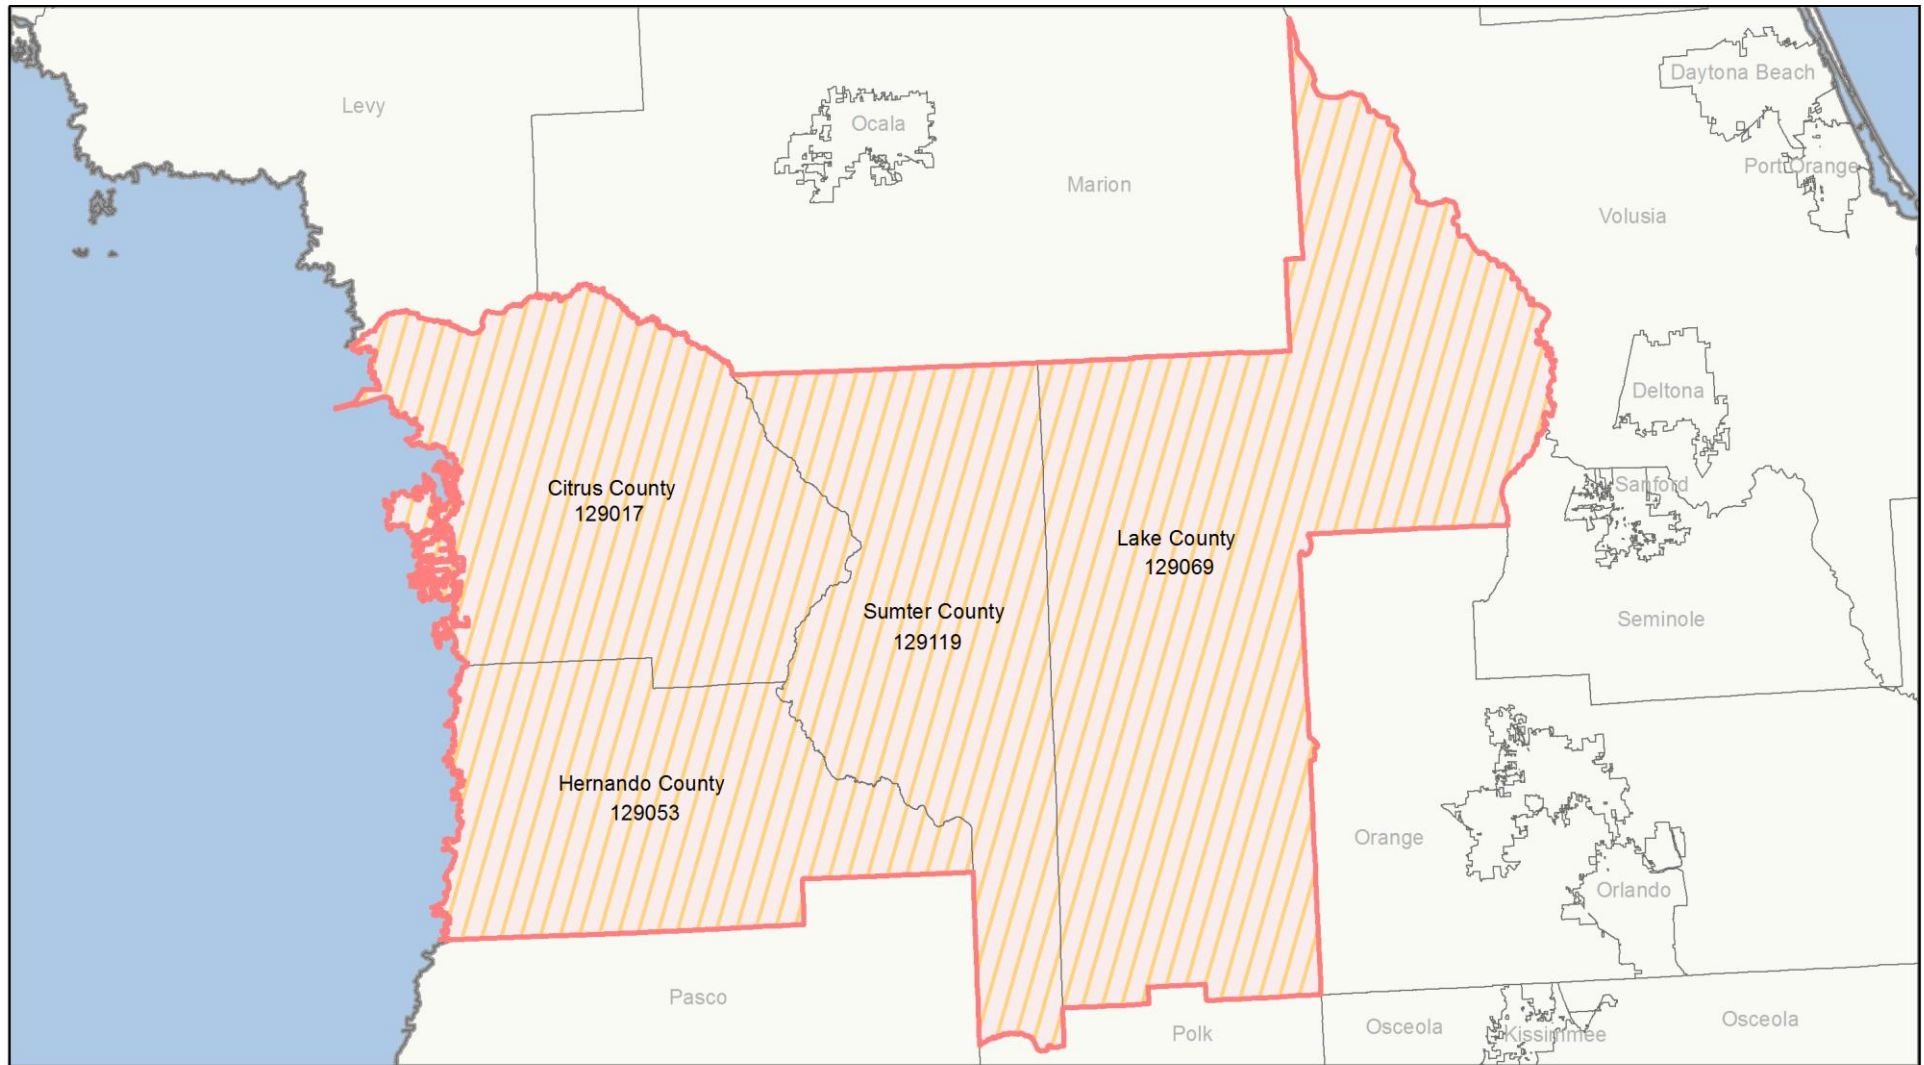 Daytona Beach
Levy
Ocala
Port Orange
Marion
Volusia
Deltona
Sanford
Citrus County
129017
Lake County
129069
Sumter County
129119
Seminole
Hernando County
129053
Orange
Orlando
Pasco
Polk
Osceola
Kissimmee
Osceola